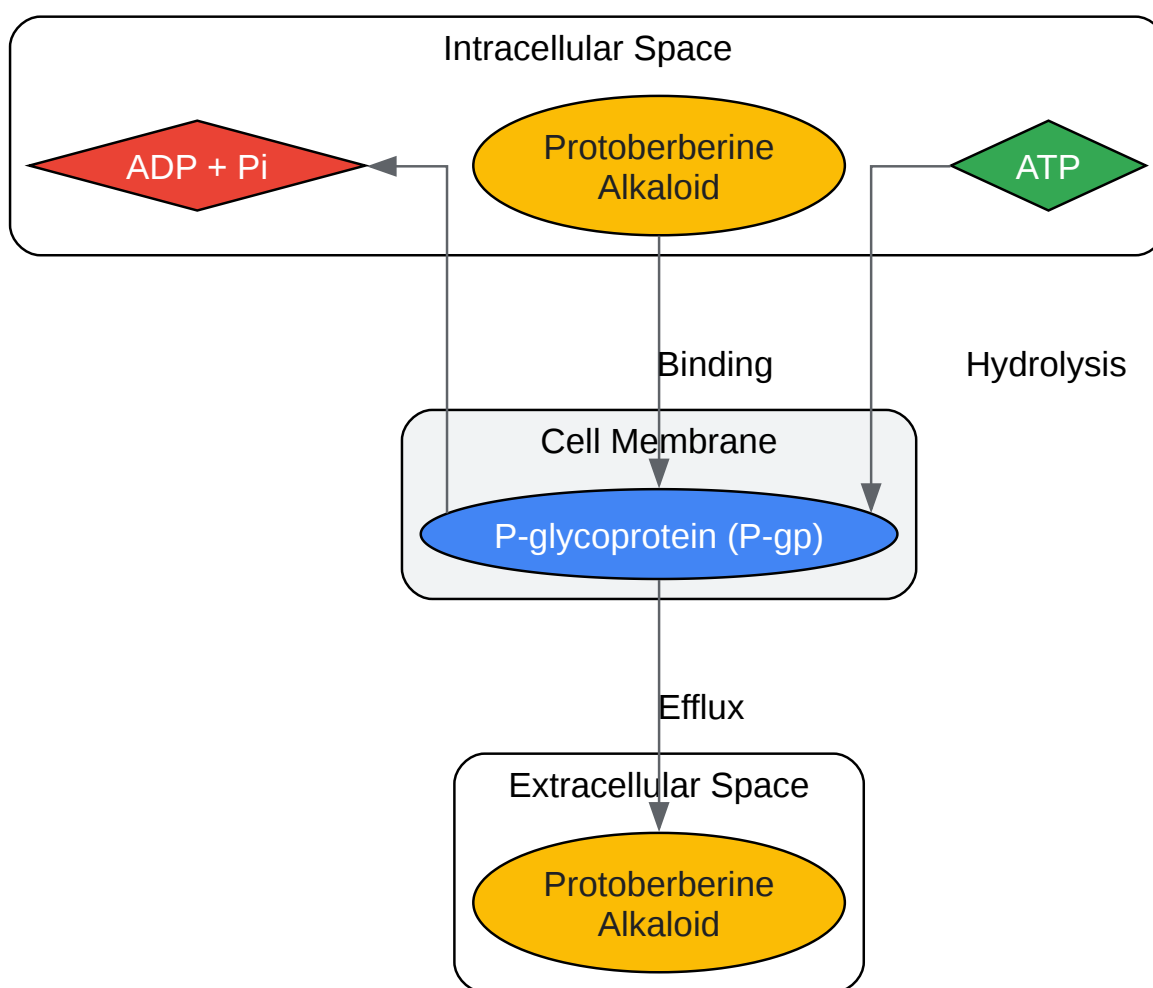 Intracellular Space
ADP + Pi
Protoberberine
Alkaloid
ATP
Binding
Hydrolysis
Cell Membrane
P-glycoprotein (P-gp)
Efflux
Extracellular Space
Protoberberine
Alkaloid